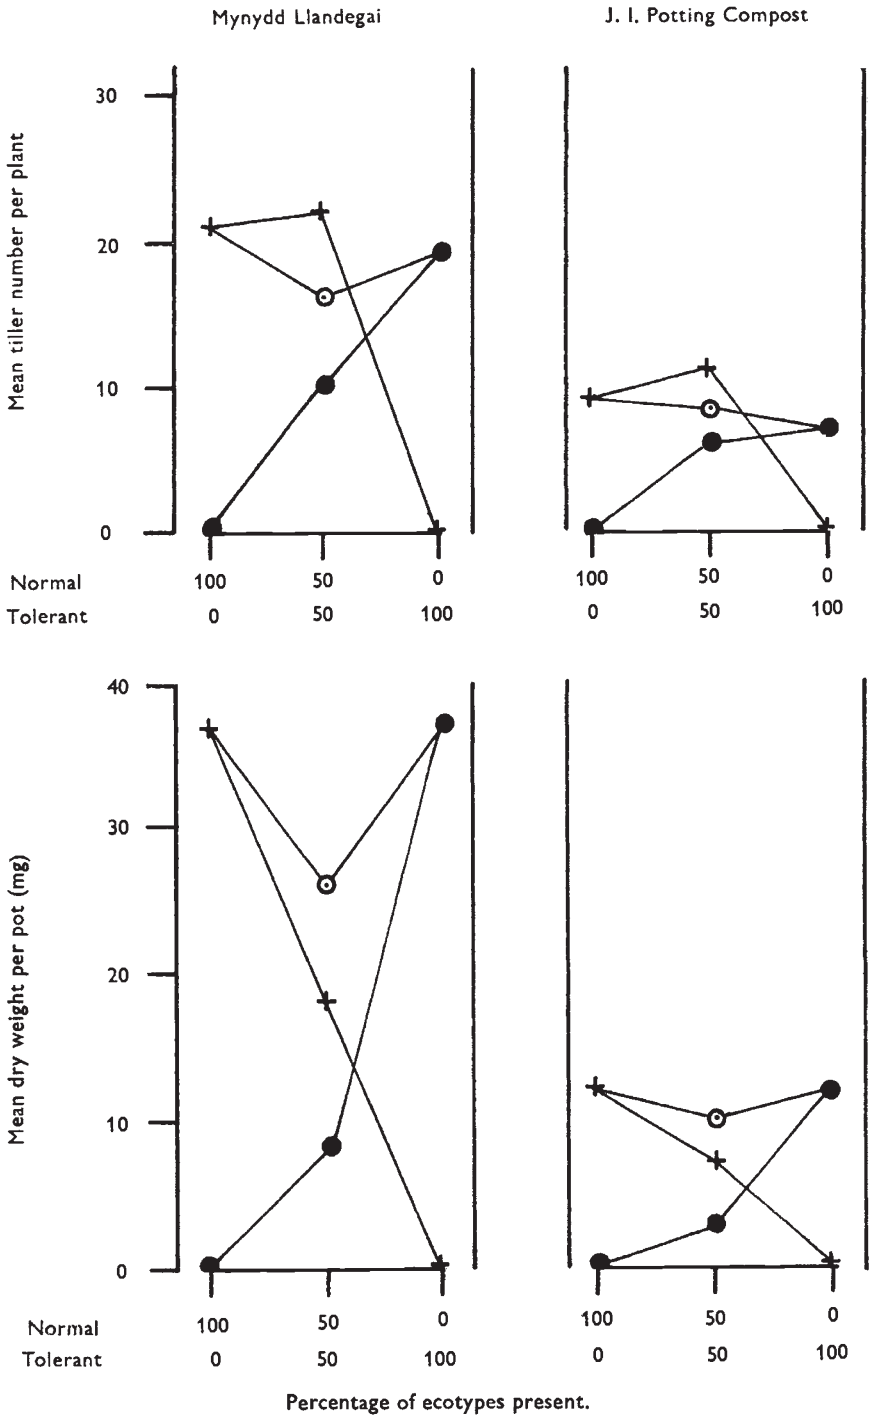 Mynydd Llandegai
J. I. Potting Compost
Mean tiller number per plant
30
20
10
0
Normal 100 50 0 100 50 0
Tolerant 0 50 100 0 50 100
Mean dry weight per pot (mg)
40
30
20
10
0
Normal 100 50 0 100 50 0
Tolerant 0 50 100 0 50 100
Percentage of ecotypes present.